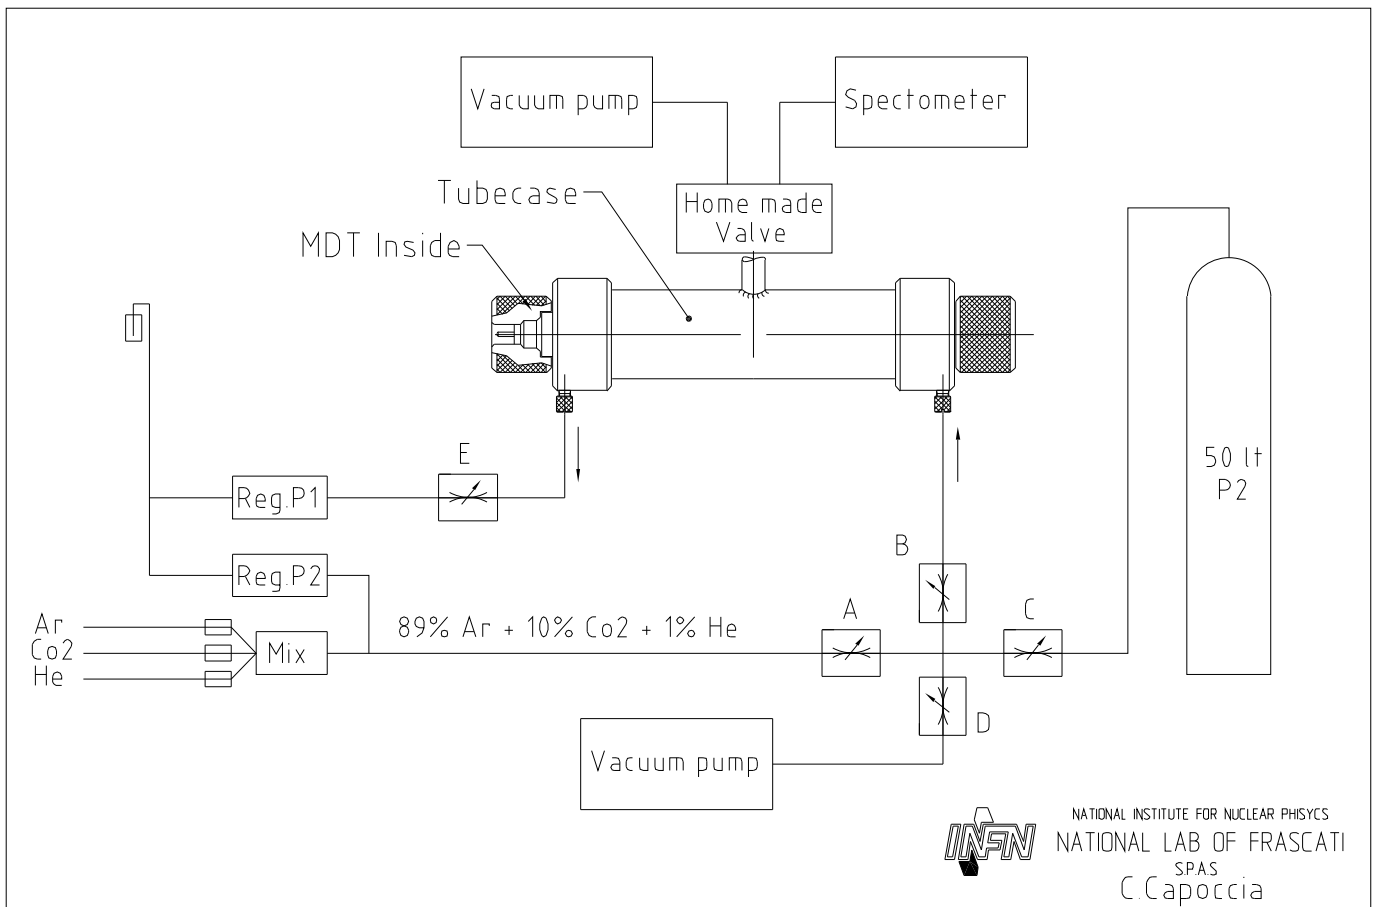 Vacuum pump
Spectometer
Tubecase
Home made
Valve
MDT Inside
E
50 lt
P2
Reg.P1
B
Reg.P2
A
C
Ar
89% Ar + 10% Co2 + 1% He
Co2
Mix
He
D
Vacuum pump
NATIONAL INSTITUTE FOR NUCLEAR PHISYCS
INFN
NATIONAL LAB OF FRASCATI
S.P.A.S
C.Capoccia